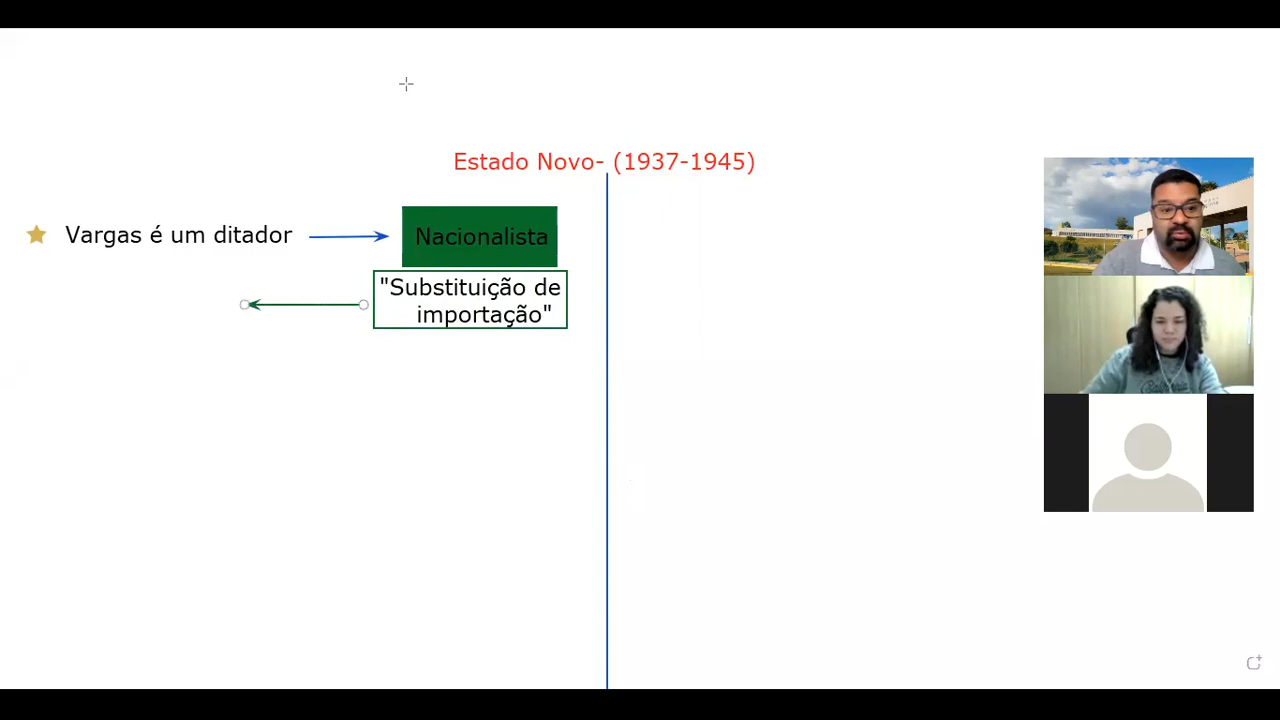 Estado Novo- (1937-1945)
Vargas é um ditador
Nacionalista
"Substituição de
importação"